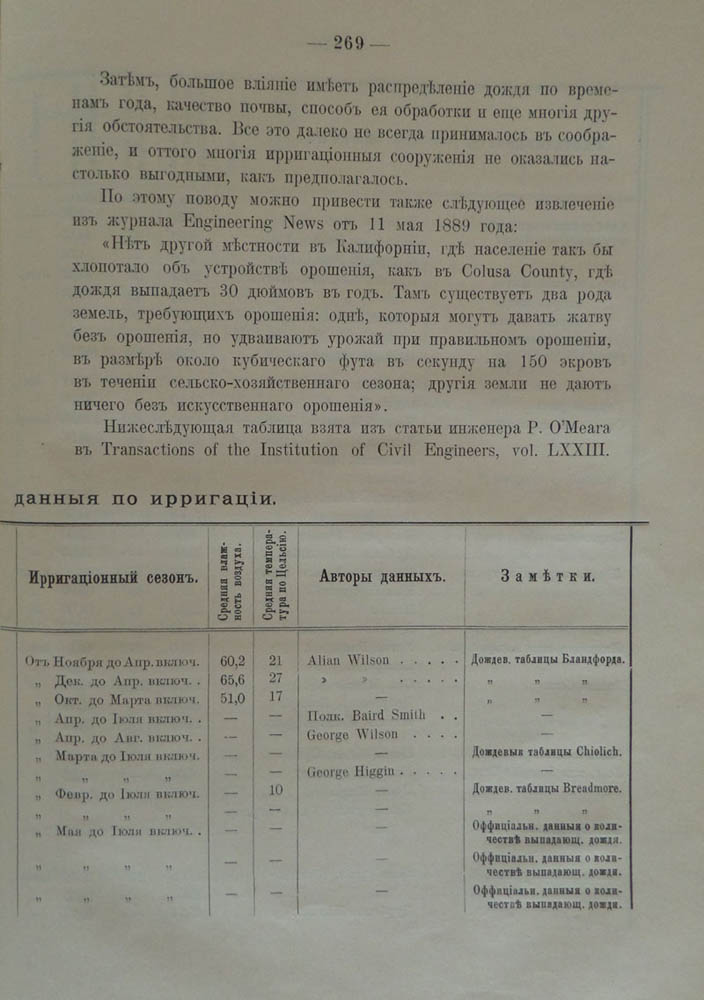 — 269 —
Затѣмъ, большое вліяніе имѣетъ распредѣленіе дождя по време-
намъ года, качество почвы, способъ ея обработки и еще многія дру-
гія обстоятельства. Все это далеко не всегда принималось въ сообра-
женіе, и оттого многія ирригаціонныя сооруженія не оказались на-
столько выгодными, какъ предполагалось.
По этому поводу можно привести также слѣдующее извлеченіе
изъ журнала Engineering News отъ 11 мая 1889 года:
«Нѣтъ другой мѣстности въ Калифорніи, гдѣ населеніе такъ бы
хлопотало объ устройствѣ орошенія, какъ въ Colusa County, гдѣ
дождя выпадаетъ 30 дюймовъ въ годъ. Тамъ существуетъ два рода
земель, требующихъ орошенія: однѣ, которыя могутъ давать жатву
безъ орошенія, но удваиваютъ урожай при правильномъ орошеніи,
въ размѣрѣ около кубическаго фута въ секунду на 150 экровъ
въ теченіи сельско-хозяйственнаго сезона; другія земли не даютъ
ничего безъ искусственнаго орошенія».
Нижеслѣдующая таблица взята изъ статьи инженера P. O'Meara
въ Transactions of the Institution of Civil Engineers, vol. LXXIII.
данныя по ирригаціи.
Ирригаціонный сезонъ. Средняя влаж-
ность воздуха. Средняя темпера-
тура по Цельсію. Авторы данныхъ. Замѣтки.
Отъ Ноября до Апр. включ. 60,2 21 Alian Wilson . . . . . Дождев. таблицы Бландфорда.
„ Дек. до Апр. включ. 65,6 27 » » . . . . . „ „ „
„ Окт. до Марта включ. 51,0 17 — „ „ „
„ Апр. до Іюля включ. . — — Полк. Baird Smith . . —
„ Апр. до Авг. включ. . — — George Wilson . . . . —
„ Марта до Іюля включ. — — — Дождевыя таблицы Chiolich.
„ „ „ „ — — George Higgin . . . . . —
„ Февр. до Іюля включ. — 10 — Дождев. таблицы Breadmore.
„ „ „ „ — — — „ „ „
„ Мая до Іюля включ. . — — — Оффиціальн. данныя о коли-
чествѣ выпадающ. дождя.
„ „ „ „ — — — Оффиціальн. данныя о коли-
чествѣ выпадающ. дождя.
„ „ „ „ — — — Оффиціальн. данныя о коли-
чествѣ выпадающ. дождя.